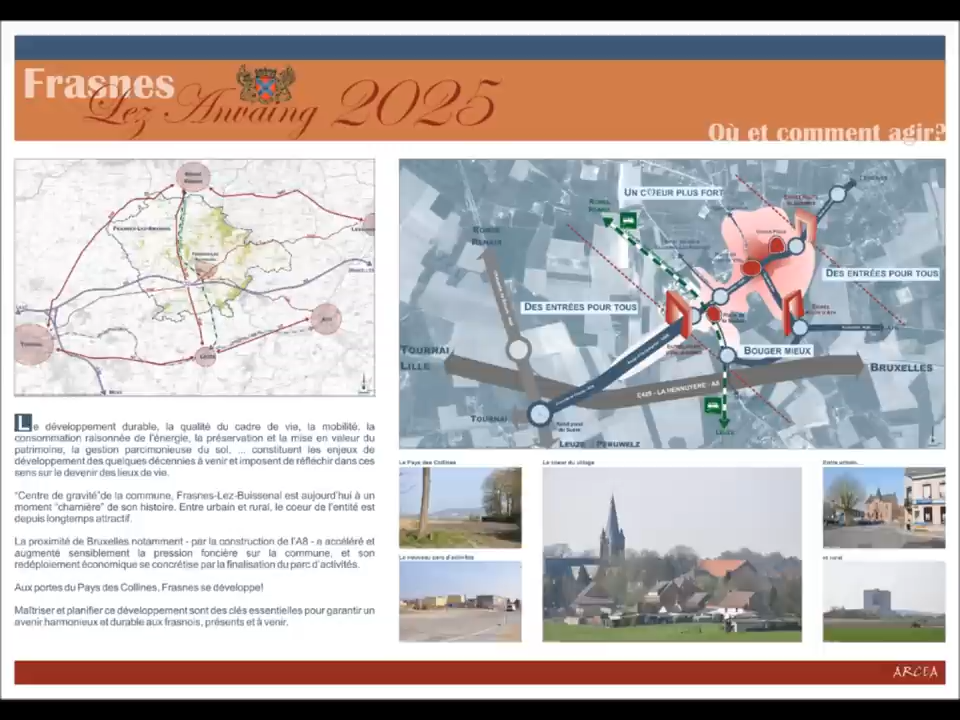 Frasnes
Lez Anvaing 2025
Où et comment agir?
UN CŒUR PLUS FORT
DES ENTRÉES POUR TOUS
DES ENTRÉES POUR TOUS
BOUGER MIEUX
TOURNAI
LILLE
BRUXELLES
E429 - LA HENNUYÈRE - A8
TOURNAI
LEUZE
LEUZE PERUWELZ
Le développement durable, la qualité du cadre de vie, la mobilité, la
consommation raisonnée de l'énergie, la préservation et la mise en valeur du
patrimoine, la gestion parcimonieuse du sol, ... constituent les enjeux de
développement des quelques décennies à venir et imposent de réfléchir dans ces
sens sur le devenir des lieux de vie.
"Centre de gravité"de la commune, Frasnes-Lez-Buissenal est aujourd'hui à un
moment "charnière" de son histoire. Entre urbain et rural, le coeur de l'entité est
depuis longtemps attractif.
La proximité de Bruxelles notamment - par la construction de l'A8 - a accéléré et
augmenté sensiblement la pression foncière sur la commune, et son
redéploiement économique se concrétise par la finalisation du parc d'activités.
Aux portes du Pays des Collines, Frasnes se développe!
Maîtriser et planifier ce développement sont des clés essentielles pour garantir un
avenir harmonieux et durable aux frasnois, présents et à venir.
Le Pays des Collines
Le coeur du village
Entre urbain...
Le nouveau parc d'activités
et rural
ARCEA